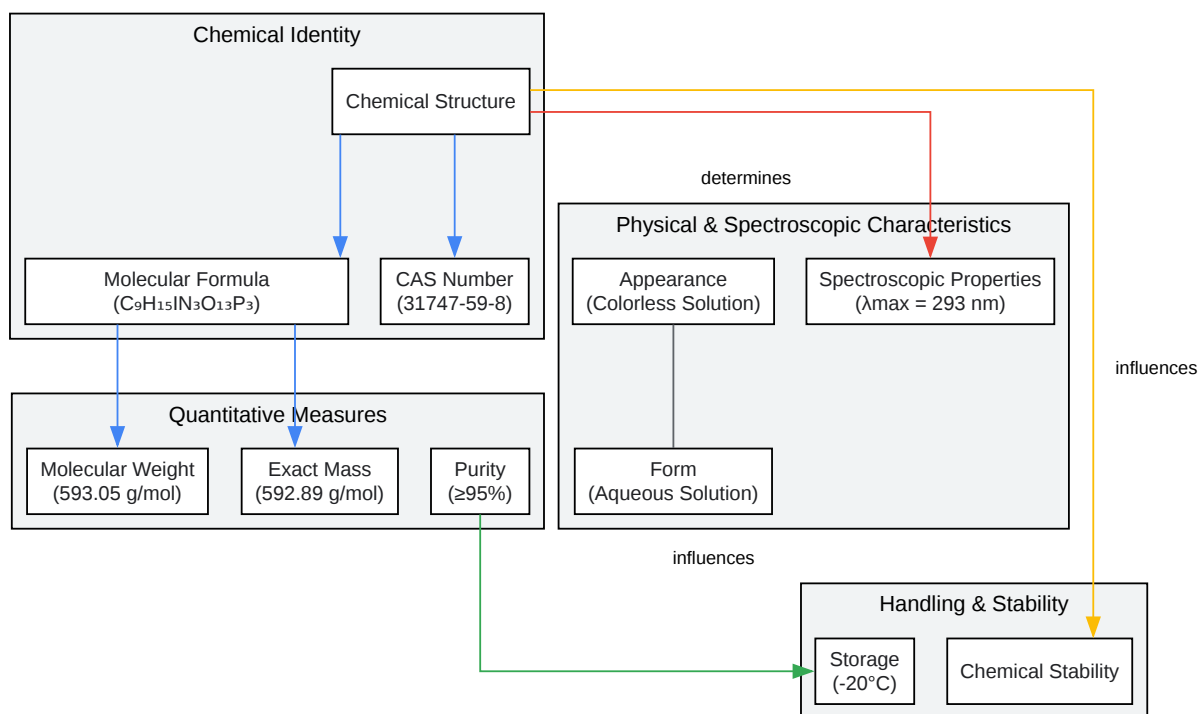 Chemical Identity
Chemical Structure
determines
Physical & Spectroscopic Characteristics
Molecular Formula
(C₉H₁₅IN₃O₁₃P₃)
CAS Number
(31747-59-8)
Appearance
(Colorless Solution)
Spectroscopic Properties
(λmax = 293 nm)
influences
Quantitative Measures
Molecular Weight
(593.05 g/mol)
Exact Mass
(592.89 g/mol)
Purity
(≥95%)
Form
(Aqueous Solution)
influences
Handling & Stability
Storage
(-20°C)
Chemical Stability